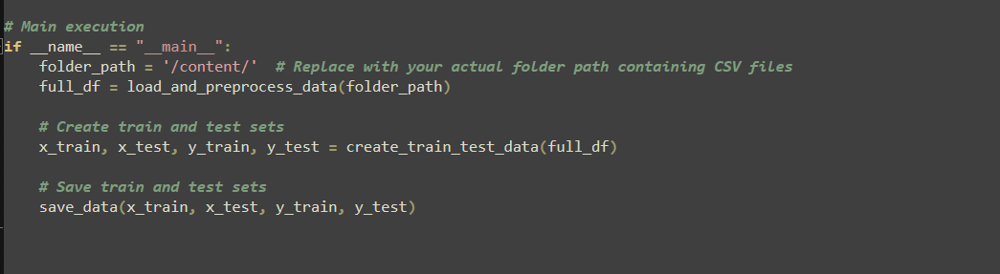 # Main execution
if __name__ == "__main__":
    folder_path = '/content/'  # Replace with your actual folder path containing CSV files
    full_df = load_and_preprocess_data(folder_path)

    # Create train and test sets
    x_train, x_test, y_train, y_test = create_train_test_data(full_df)

    # Save train and test sets
    save_data(x_train, x_test, y_train, y_test)